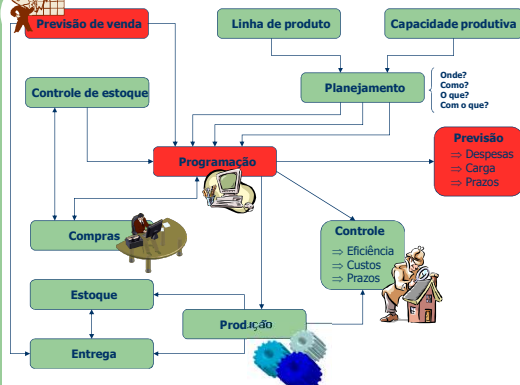 Previsão de venda
Linha de produto
Capacidade produtiva
Controle de estoque
Planejamento
Onde?
Como?
O que?
Com o que?
Programação
Previsão
⇒ Despesas
⇒ Carga
⇒ Prazos
Compras
Controle
⇒ Eficiência
⇒ Custos
⇒ Prazos
Estoque
Produção
Entrega